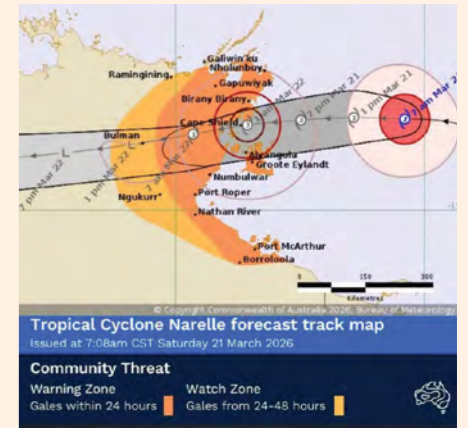 Galiwin'ku
Nhulunbuy
Ramingining
Gapuwiyak
Birany Birany
Cape Shield
Bulman
Alyangula
Groote Eylandt
Numbulwar
Ngukurr
Port Roper
Nathan River
Port McArthur
Borroloola
7 am Mar 21
1 pm Mar 21
7 pm Mar 21
1 am Mar 22
7 am Mar 22
1 pm Mar 22
7 pm Mar 22
L
L
0 150 300
Kilometres
© Copyright Commonwealth of Australia 2026, Bureau of Meteorology
Tropical Cyclone Narelle forecast track map
Issued at 7:08am CST Saturday 21 March 2026
Community Threat
Warning Zone Watch Zone
Gales within 24 hours Gales from 24-48 hours